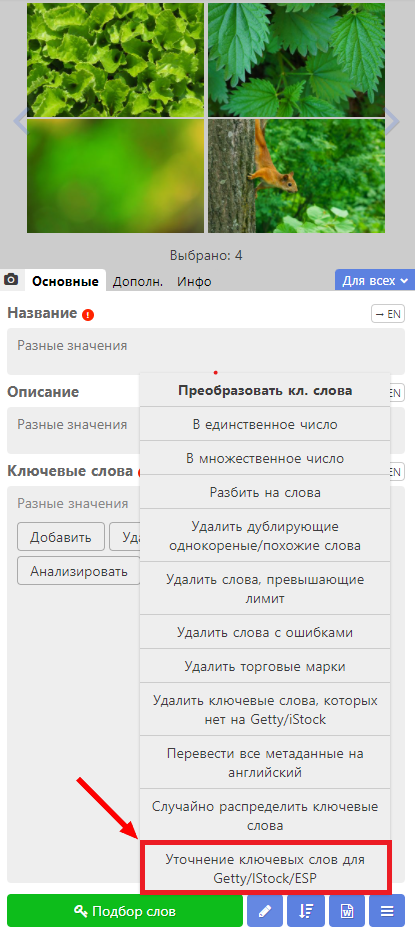 Выбрано: 4
Основные Дополн. Инфо Для всех
Название ! → EN
Разные значения
Преобразовать кл. слова
Описание EN
Разные значения
В единственное число
В множественное число
Ключевые слова EN
Разные значения
Разбить на слова
Добавить Уда
Удалить дублирующие
однокореные/похожие слова
Анализировать
Удалить слова, превышающие
лимит
Удалить слова с ошибками
Удалить торговые марки
Удалить ключевые слова, которых
нет на Getty/iStock
Перевести все метаданные на
английский
Случайно распределить ключевые
слова
Уточнение ключевых слов для
Getty/IStock/ESP
Подбор слов